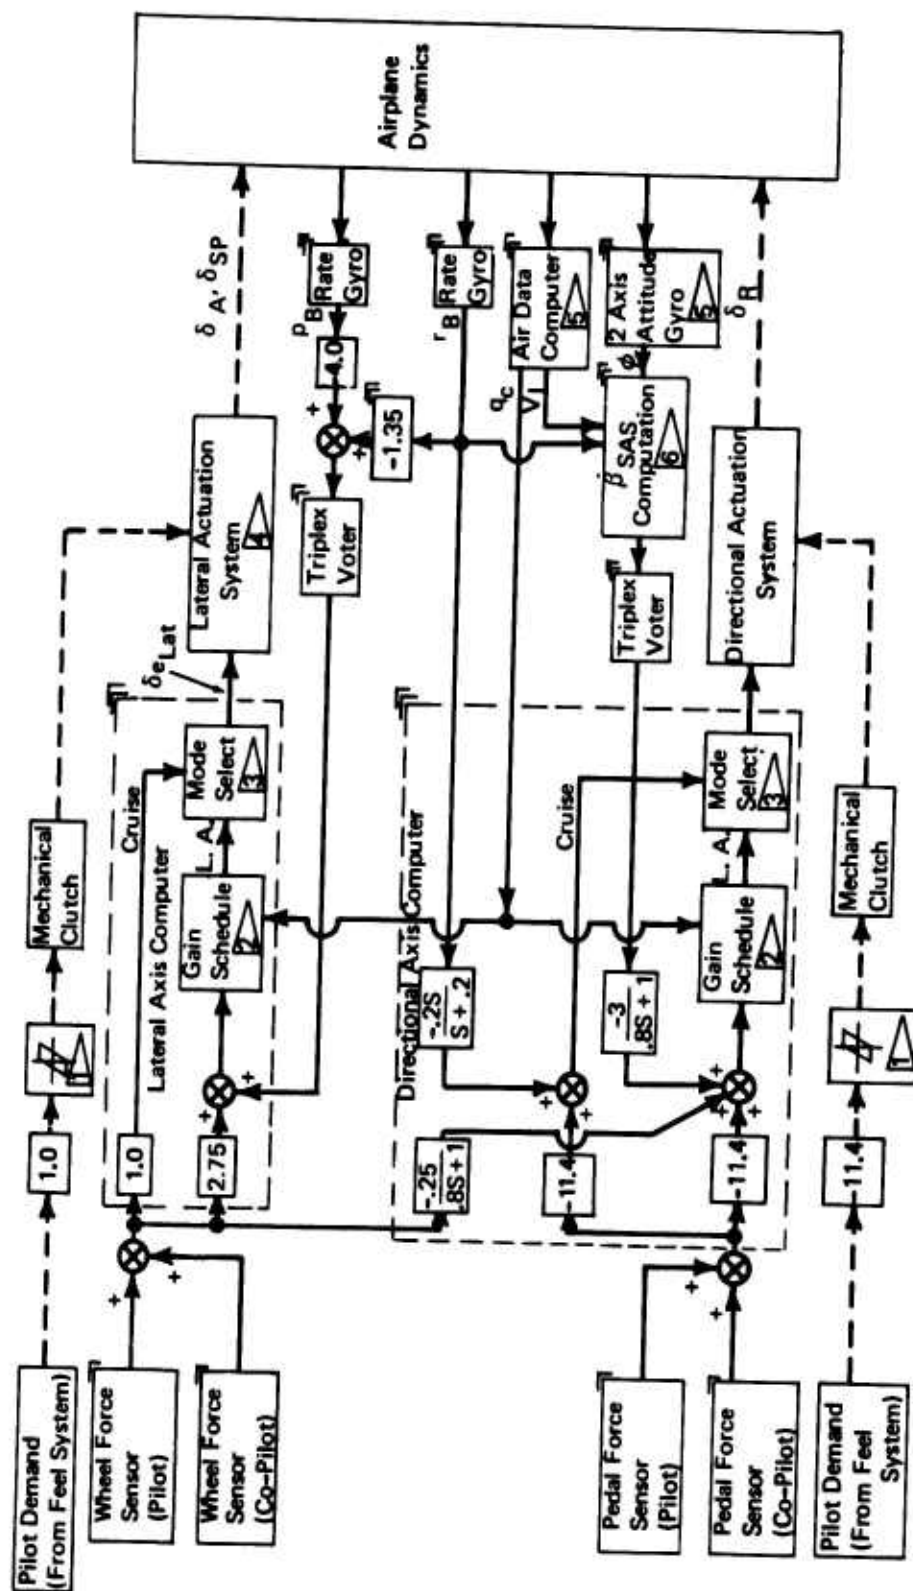 Airplane
Dynamics
δ A, δ SP
Lateral Actuation
System
4
δe Lat
Mechanical
Clutch
1
1.0
Pilot Demand
(From Feel System)
Cruise
Lateral Axis Computer
Mode
Select
3
L. A.
Gain
Schedule
2
+
+
1.0
2.75
+
+
Wheel Force
Sensor
(Pilot)
Wheel Force
Sensor
(Co-Pilot)
Rate
Gyro
p B
4.0
+
+
-1.35
Triplex
Voter
Rate
Gyro
r B
Air Data
Computer
5
q c
V I
2 Axis
Attitude
Gyro
5
ϕ
β̇ SAS
Computation
6
Triplex
Voter
Directional Axis Computer
-.2S
S + .2
Cruise
+
+
-.25
.8S + 1
-11.4
-3
.8S + 1
+
+
+
-11.4
Gain
Schedule
2
L. A.
Mode
Select
3
Directional Actuation
System
δ R
+
+
Pedal Force
Sensor
(Pilot)
Pedal Force
Sensor
(Co-Pilot)
Pilot Demand
(From Feel
System)
-11.4
1
Mechanical
Clutch